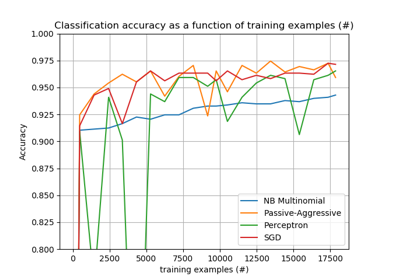 Classification accuracy as a function of training examples (#)
1.000
0.975
0.950
0.925
0.900
0.875
0.850
0.825
0.800
Accuracy
NB Multinomial
Passive-Aggressive
Perceptron
SGD
0
2500
5000
7500
10000
12500
15000
17500
training examples (#)